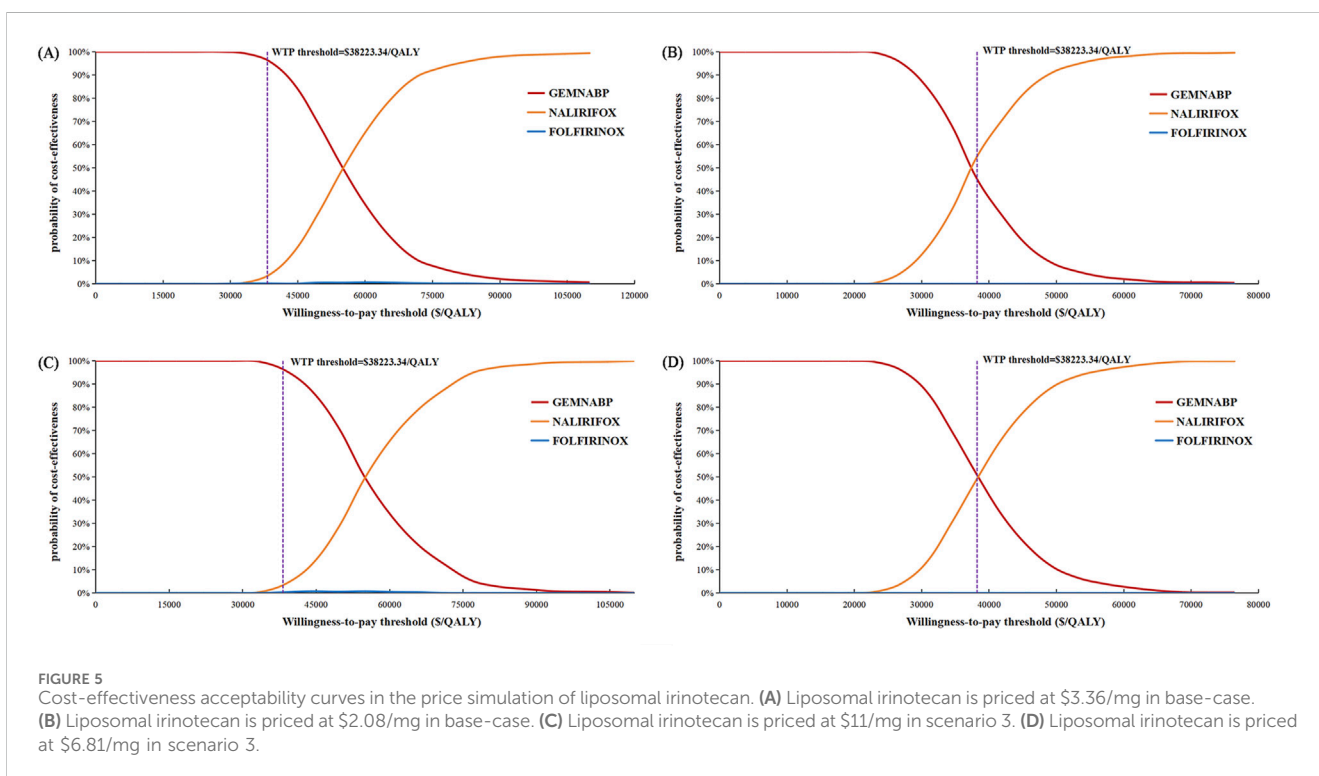 (A)
WTP threshold=$38223.34/QALY
100%
90%
80%
70%
60%
50%
40%
30%
20%
10%
0%
probability of cost-effectiveness
GEMNABP
NALIRIFOX
FOLFIRINOX
0 15000 30000 45000 60000 75000 90000 105000 120000
Willingness-to-pay threshold ($/QALY)
(B)
WTP threshold=$38223.34/QALY
100%
90%
80%
70%
60%
50%
40%
30%
20%
10%
0%
probability of cost-effectiveness
GEMNABP
NALIRIFOX
FOLFIRINOX
0 10000 20000 30000 40000 50000 60000 70000 80000
Willingness-to-pay threshold ($/QALY)
(C)
WTP threshold=$38223.34/QALY
100%
90%
80%
70%
60%
50%
40%
30%
20%
10%
0%
probability of cost-effectiveness
GEMNABP
NALIRIFOX
FOLFIRINOX
0 15000 30000 45000 60000 75000 90000 105000
Willingness-to-pay threshold ($/QALY)
(D)
WTP threshold=$38223.34/QALY
100%
90%
80%
70%
60%
50%
40%
30%
20%
10%
0%
probability of cost-effectiveness
GEMNABP
NALIRIFOX
FOLFIRINOX
0 10000 20000 30000 40000 50000 60000 70000 80000
Willingness-to-pay threshold ($/QALY)
FIGURE 5
Cost-effectiveness acceptability curves in the price simulation of liposomal irinotecan. (A) Liposomal irinotecan is priced at $3.36/mg in base-case.
(B) Liposomal irinotecan is priced at $2.08/mg in base-case. (C) Liposomal irinotecan is priced at $11/mg in scenario 3. (D) Liposomal irinotecan is priced
at $6.81/mg in scenario 3.